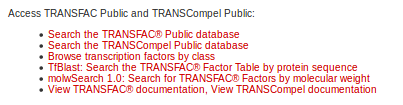 Access TRANSFAC Public and TRANSCompel Public:
Search the TRANSFAC® Public database
Search the TRANSCompel Public database
Browse transcription factors by class
TfBlast: Search the TRANSFAC® Factor Table by protein sequence
molwSearch 1.0: Search for TRANSFAC® Factors by molecular weight
View TRANSFAC® documentation, View TRANSCompel documentation